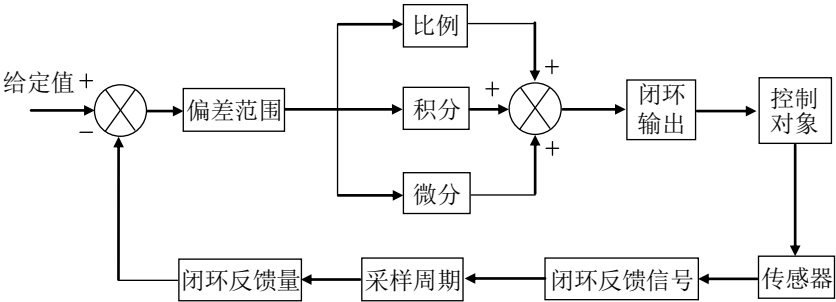 比例
给定值 +
−
偏差范围
积分
微分
+
+
+
闭环
输出
控制
对象
闭环反馈量
采样周期
闭环反馈信号
传感器